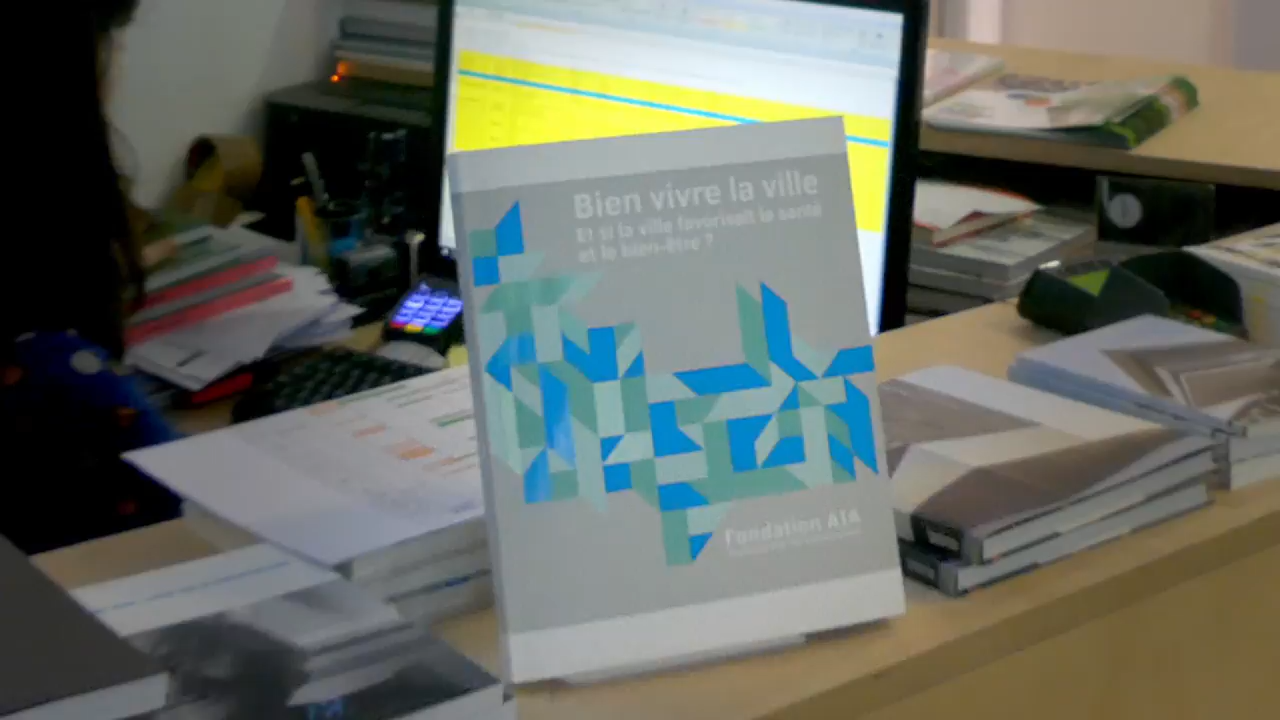 Bien vivre la ville
Et si la ville favorisait la santé
et le bien-être ?
Fondation AIA